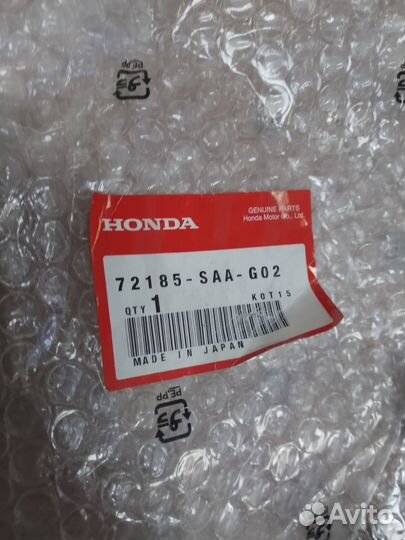 PE,PP
HONDA
GENUINE PARTS
Honda Motor Co., Ltd.
72185-SAA-G02
QTY 1
K0T15
MADE IN JAPAN
PE,PP
Avito